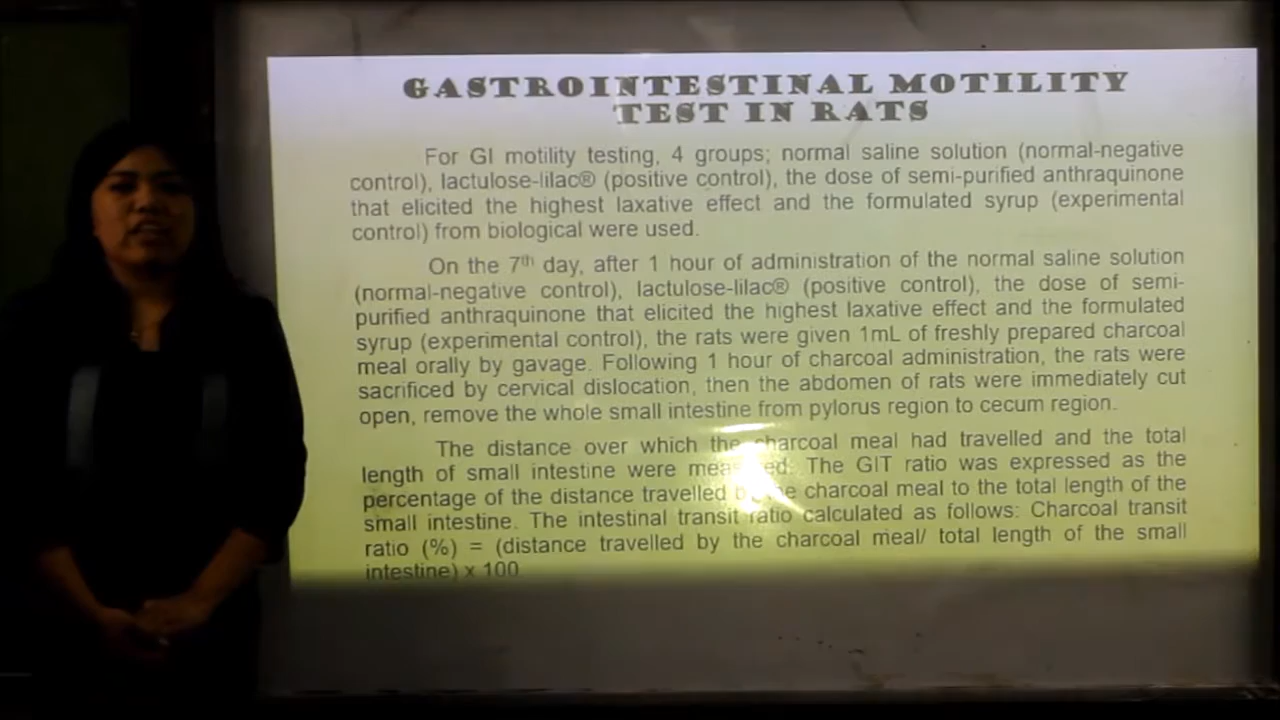 GASTROINTESTINAL MOTILITY
TEST IN RATS
For GI motility testing, 4 groups; normal saline solution (normal-negative
control), lactulose-lilac® (positive control), the dose of semi-purified anthraquinone
that elicited the highest laxative effect and the formulated syrup (experimental
control) from biological were used.
On the 7th day, after 1 hour of administration of the normal saline solution
(normal-negative control), lactulose-lilac® (positive control), the dose of semi-
purified anthraquinone that elicited the highest laxative effect and the formulated
syrup (experimental control), the rats were given 1mL of freshly prepared charcoal
meal orally by gavage. Following 1 hour of charcoal administration, the rats were
sacrificed by cervical dislocation, then the abdomen of rats were immediately cut
open, remove the whole small intestine from pylorus region to cecum region.
The distance over which the charcoal meal had travelled and the total
length of small intestine were measured. The GIT ratio was expressed as the
percentage of the distance travelled by the charcoal meal to the total length of the
small intestine. The intestinal transit ratio calculated as follows: Charcoal transit
ratio (%) = (distance travelled by the charcoal meal/ total length of the small
intestine) x 100